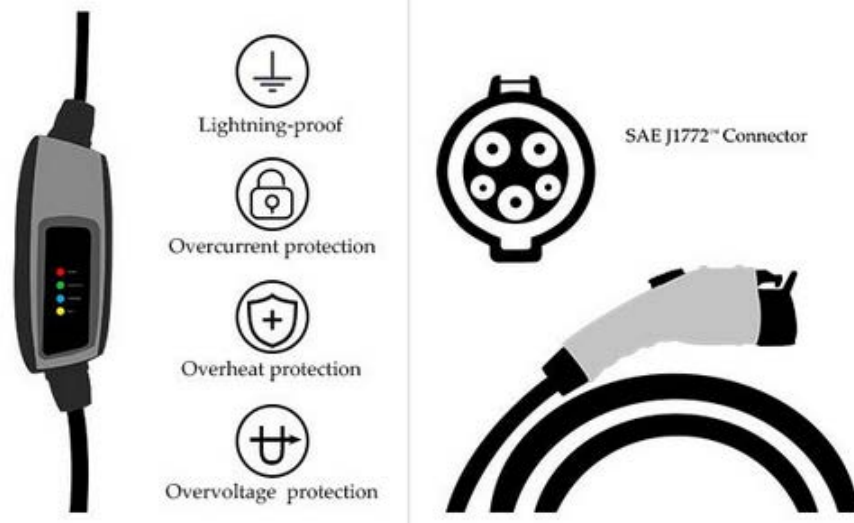 Lightning-proof
Overcurrent protection
Overheat protection
Overvoltage protection
SAE J1772™ Connector